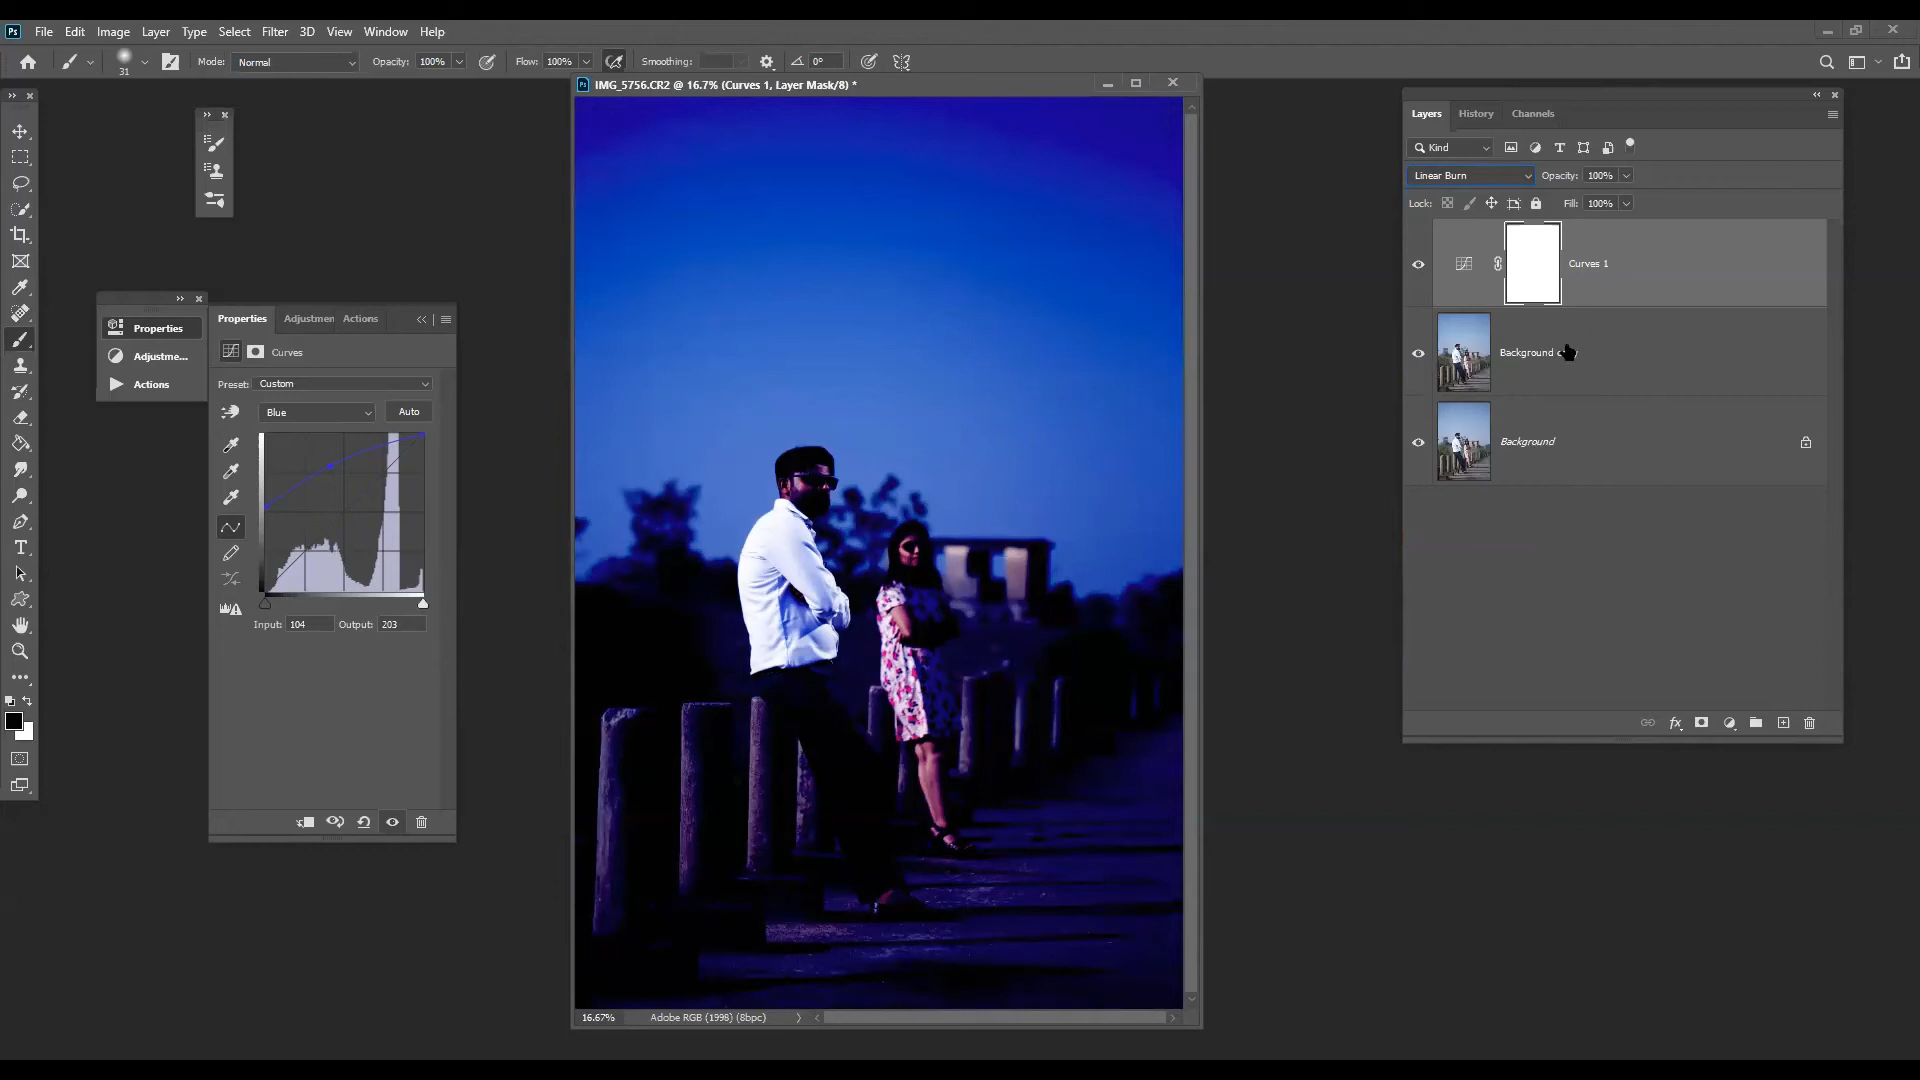 Ps File Edit Image Layer Type Select Filter 3D View Window Help
31 Mode: Normal Opacity: 100% Flow: 100% Smoothing: 0°
Ps IMG_5756.CR2 @ 16.7% (Curves 1, Layer Mask/8) *
Layers History Channels
Kind
Linear Burn Opacity: 100%
Lock: Fill: 100%
Curves 1
Background
Background
Properties
Adjustme...
Actions
Properties Adjustmen Actions
Curves
Preset: Custom
Blue Auto
Input: 104 Output: 203
16.67% Adobe RGB (1998) (8bpc)